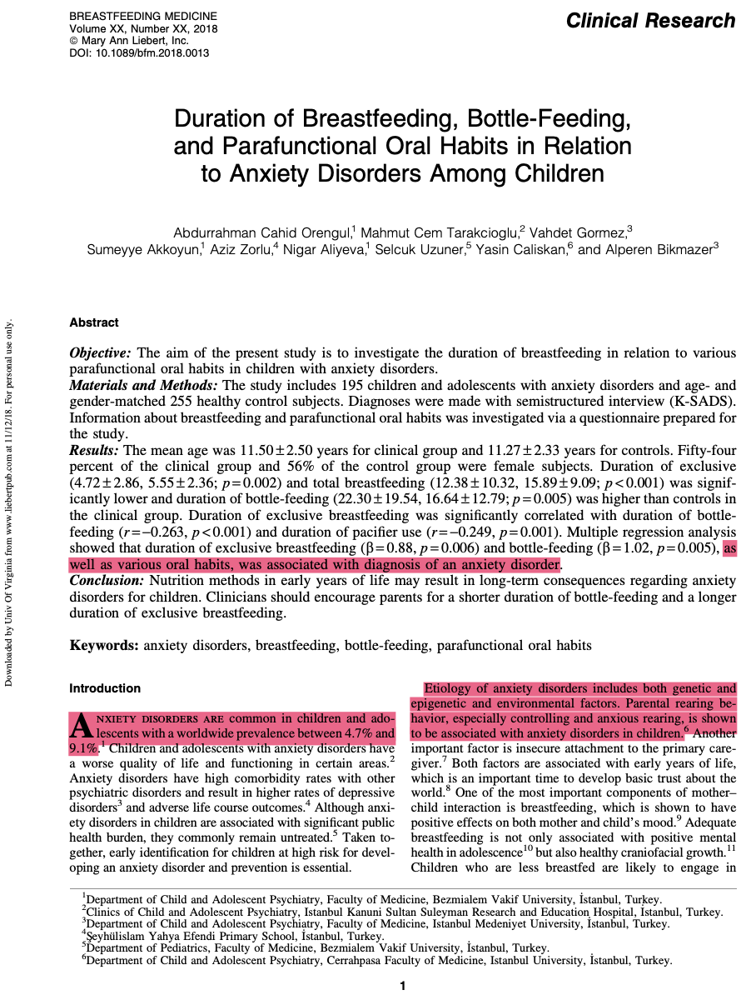 BREASTFEEDING MEDICINE
Volume XX, Number XX, 2018
© Mary Ann Liebert, Inc.
DOI: 10.1089/bfm.2018.0013
Clinical Research
Duration of Breastfeeding, Bottle-Feeding,
and Parafunctional Oral Habits in Relation
to Anxiety Disorders Among Children
Abdurrahman Cahid Orengul,1 Mahmut Cem Tarakcioglu,2 Vahdet Gormez,3
Sumeyye Akkoyun,1 Aziz Zorlu,4 Nigar Aliyeva,1 Selcuk Uzuner,5 Yasin Caliskan,6 and Alperen Bikmazer3
Abstract
Objective: The aim of the present study is to investigate the duration of breastfeeding in relation to various
parafunctional oral habits in children with anxiety disorders.
Materials and Methods: The study includes 195 children and adolescents with anxiety disorders and age- and
gender-matched 255 healthy control subjects. Diagnoses were made with semistructured interview (K-SADS).
Information about breastfeeding and parafunctional oral habits was investigated via a questionnaire prepared for
the study.
Results: The mean age was 11.50±2.50 years for clinical group and 11.27±2.33 years for controls. Fifty-four
percent of the clinical group and 56% of the control group were female subjects. Duration of exclusive
(4.72±2.86, 5.55±2.36; p=0.002) and total breastfeeding (12.38±10.32, 15.89±9.09; p<0.001) was signif-
icantly lower and duration of bottle-feeding (22.30±19.54, 16.64±12.79; p=0.005) was higher than controls in
the clinical group. Duration of exclusive breastfeeding was significantly correlated with duration of bottle-
feeding (r=−0.263, p<0.001) and duration of pacifier use (r=−0.249, p=0.001). Multiple regression analysis
showed that duration of exclusive breastfeeding (β=0.88, p=0.006) and bottle-feeding (β=1.02, p=0.005), as
well as various oral habits, was associated with diagnosis of an anxiety disorder.
Conclusion: Nutrition methods in early years of life may result in long-term consequences regarding anxiety
disorders for children. Clinicians should encourage parents for a shorter duration of bottle-feeding and a longer
duration of exclusive breastfeeding.
Keywords: anxiety disorders, breastfeeding, bottle-feeding, parafunctional oral habits
Introduction
ANXIETY DISORDERS ARE common in children and ado-
lescents with a worldwide prevalence between 4.7% and
9.1%.1 Children and adolescents with anxiety disorders have
a worse quality of life and functioning in certain areas.2
Anxiety disorders have high comorbidity rates with other
psychiatric disorders and result in higher rates of depressive
disorders3 and adverse life course outcomes.4 Although anxi-
ety disorders in children are associated with significant public
health burden, they commonly remain untreated.5 Taken to-
gether, early identification for children at high risk for devel-
oping an anxiety disorder and prevention is essential.
Etiology of anxiety disorders includes both genetic and
epigenetic and environmental factors. Parental rearing be-
havior, especially controlling and anxious rearing, is shown
to be associated with anxiety disorders in children.6 Another
important factor is insecure attachment to the primary care-
giver.7 Both factors are associated with early years of life,
which is an important time to develop basic trust about the
world.8 One of the most important components of mother–
child interaction is breastfeeding, which is shown to have
positive effects on both mother and child's mood.9 Adequate
breastfeeding is not only associated with positive mental
health in adolescence10 but also healthy craniofacial growth.11
Children who are less breastfed are likely to engage in
1Department of Child and Adolescent Psychiatry, Faculty of Medicine, Bezmialem Vakif University, İstanbul, Turkey.
2Clinics of Child and Adolescent Psychiatry, Istanbul Kanuni Sultan Suleyman Research and Education Hospital, Istanbul, Turkey.
3Department of Child and Adolescent Psychiatry, Faculty of Medicine, Istanbul Medeniyet University, İstanbul, Turkey.
4Şeyhülislam Yahya Efendi Primary School, İstanbul, Turkey.
5Department of Pediatrics, Faculty of Medicine, Bezmialem Vakif University, İstanbul, Turkey.
6Department of Child and Adolescent Psychiatry, Cerrahpasa Faculty of Medicine, Istanbul University, İstanbul, Turkey.
1
Downloaded by Univ Of Virginia from www.liebertpub.com at 11/12/18. For personal use only.